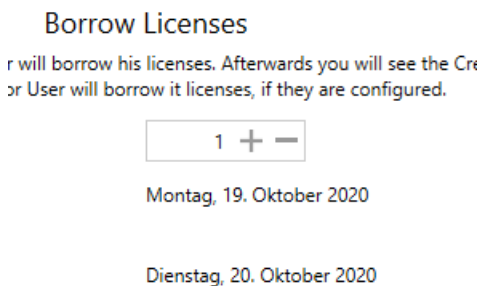 Borrow Licenses
r will borrow his licenses. Afterwards you will see the Cre
or User will borrow it licenses, if they are configured.
1 + −
Montag, 19. Oktober 2020
Dienstag, 20. Oktober 2020